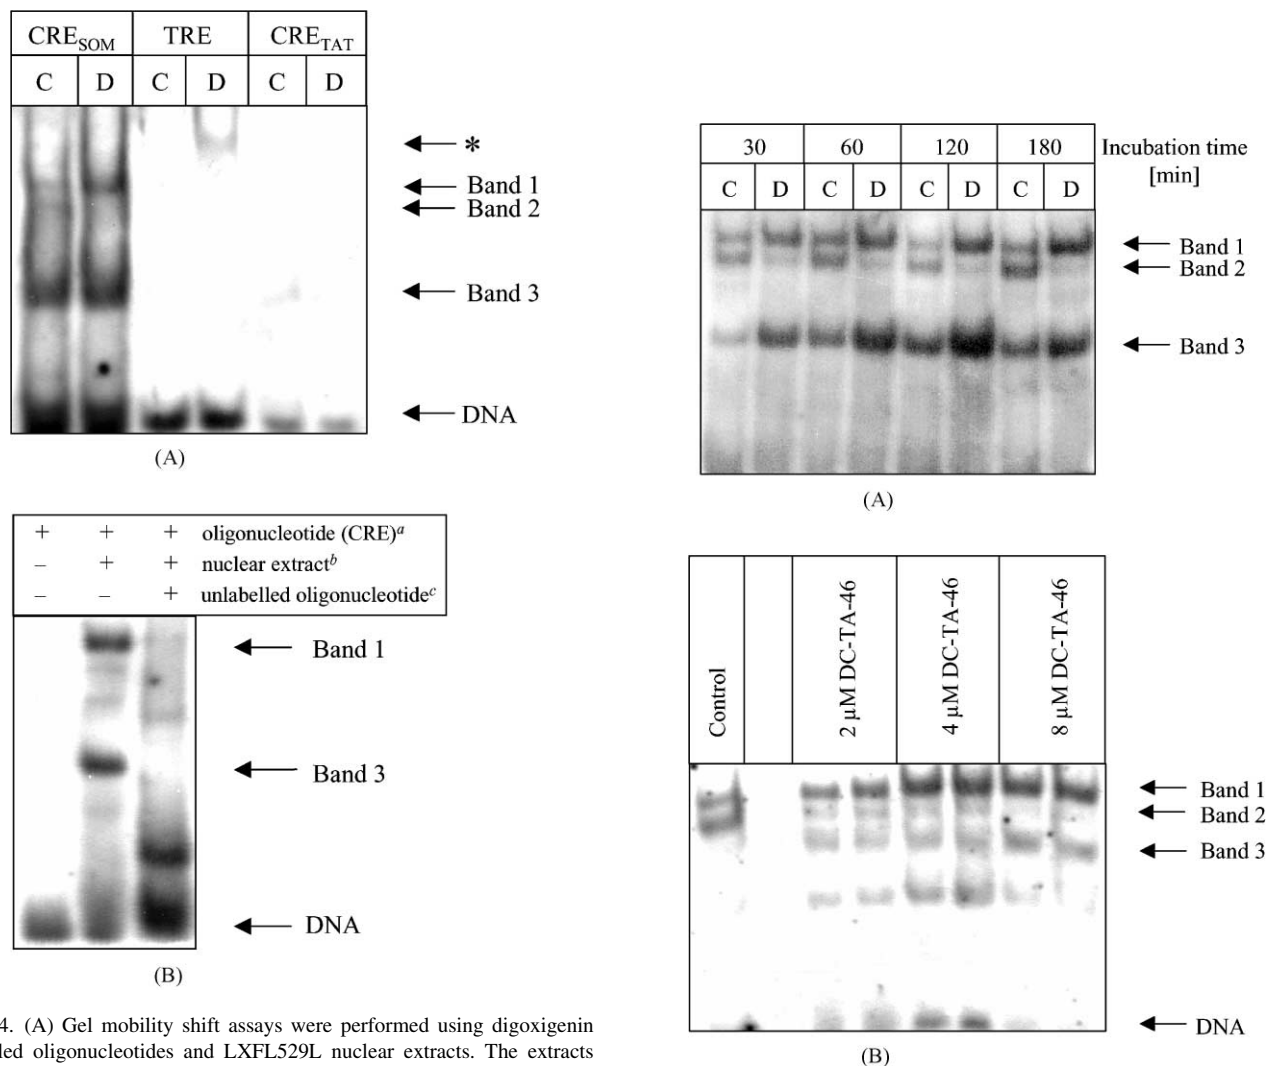 CRE_SOM TRE CRE_TAT
C D C D C D
*
Band 1
Band 2
Band 3
DNA
(A)
+ + + oligonucleotide (CRE)^a
– + + nuclear extract^b
– – + unlabelled oligonucleotide^c
Band 1
Band 3
DNA
(B)
4. (A) Gel mobility shift assays were performed using digoxigenin
led oligonucleotides and LXFL529L nuclear extracts. The extracts
30 60 120 180 Incubation time
[min]
C D C D C D C D
Band 1
Band 2
Band 3
(A)
Control
2 µM DC-TA-46
4 µM DC-TA-46
8 µM DC-TA-46
Band 1
Band 2
Band 3
DNA
(B)